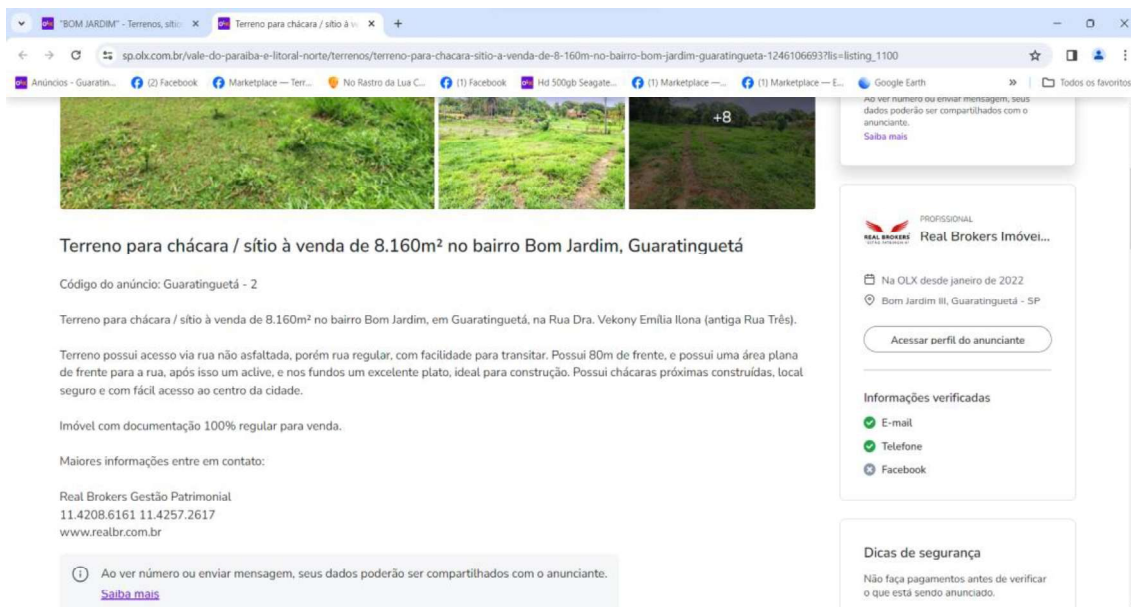 "BOM JARDIM" - Terrenos, sítio
Terreno para chácara / sítio à v
sp.olx.com.br/vale-do-paraiba-e-litoral-norte/terrenos/terreno-para-chacara-sitio-a-venda-de-8-160m-no-bairro-bom-jardim-guaratingueta-1246106693?lis=listing_1100
Anúncios - Guaratin...
(2) Facebook
Marketplace — Terr...
No Rastro da Lua C...
(1) Facebook
Hd 500gb Seagate...
(1) Marketplace —...
(1) Marketplace — E...
Google Earth
»
Todos os favoritos
+8
Ao ver número ou enviar mensagem, seus
dados poderão ser compartilhados com o
anunciante.
Saiba mais
Terreno para chácara / sítio à venda de 8.160m² no bairro Bom Jardim, Guaratinguetá
Código do anúncio: Guaratinguetá - 2
Terreno para chácara / sítio à venda de 8.160m² no bairro Bom Jardim, em Guaratinguetá, na Rua Dra. Vekony Emília Ilona (antiga Rua Três).
Terreno possui acesso via rua não asfaltada, porém rua regular, com facilidade para transitar. Possui 80m de frente, e possui uma área plana
de frente para a rua, após isso um aclive, e nos fundos um excelente plato, ideal para construção. Possui chácaras próximas construídas, local
seguro e com fácil acesso ao centro da cidade.
Imóvel com documentação 100% regular para venda.
Maiores informações entre em contato:
Real Brokers Gestão Patrimonial
11.4208.6161 11.4257.2617
www.realbr.com.br
Ao ver número ou enviar mensagem, seus dados poderão ser compartilhados com o anunciante.
Saiba mais
PROFISSIONAL
REAL BROKERS
Real Brokers Imóvei...
Na OLX desde janeiro de 2022
Bom Jardim III, Guaratinguetá - SP
Acessar perfil do anunciante
Informações verificadas
E-mail
Telefone
Facebook
Dicas de segurança
Não faça pagamentos antes de verificar
o que está sendo anunciado.